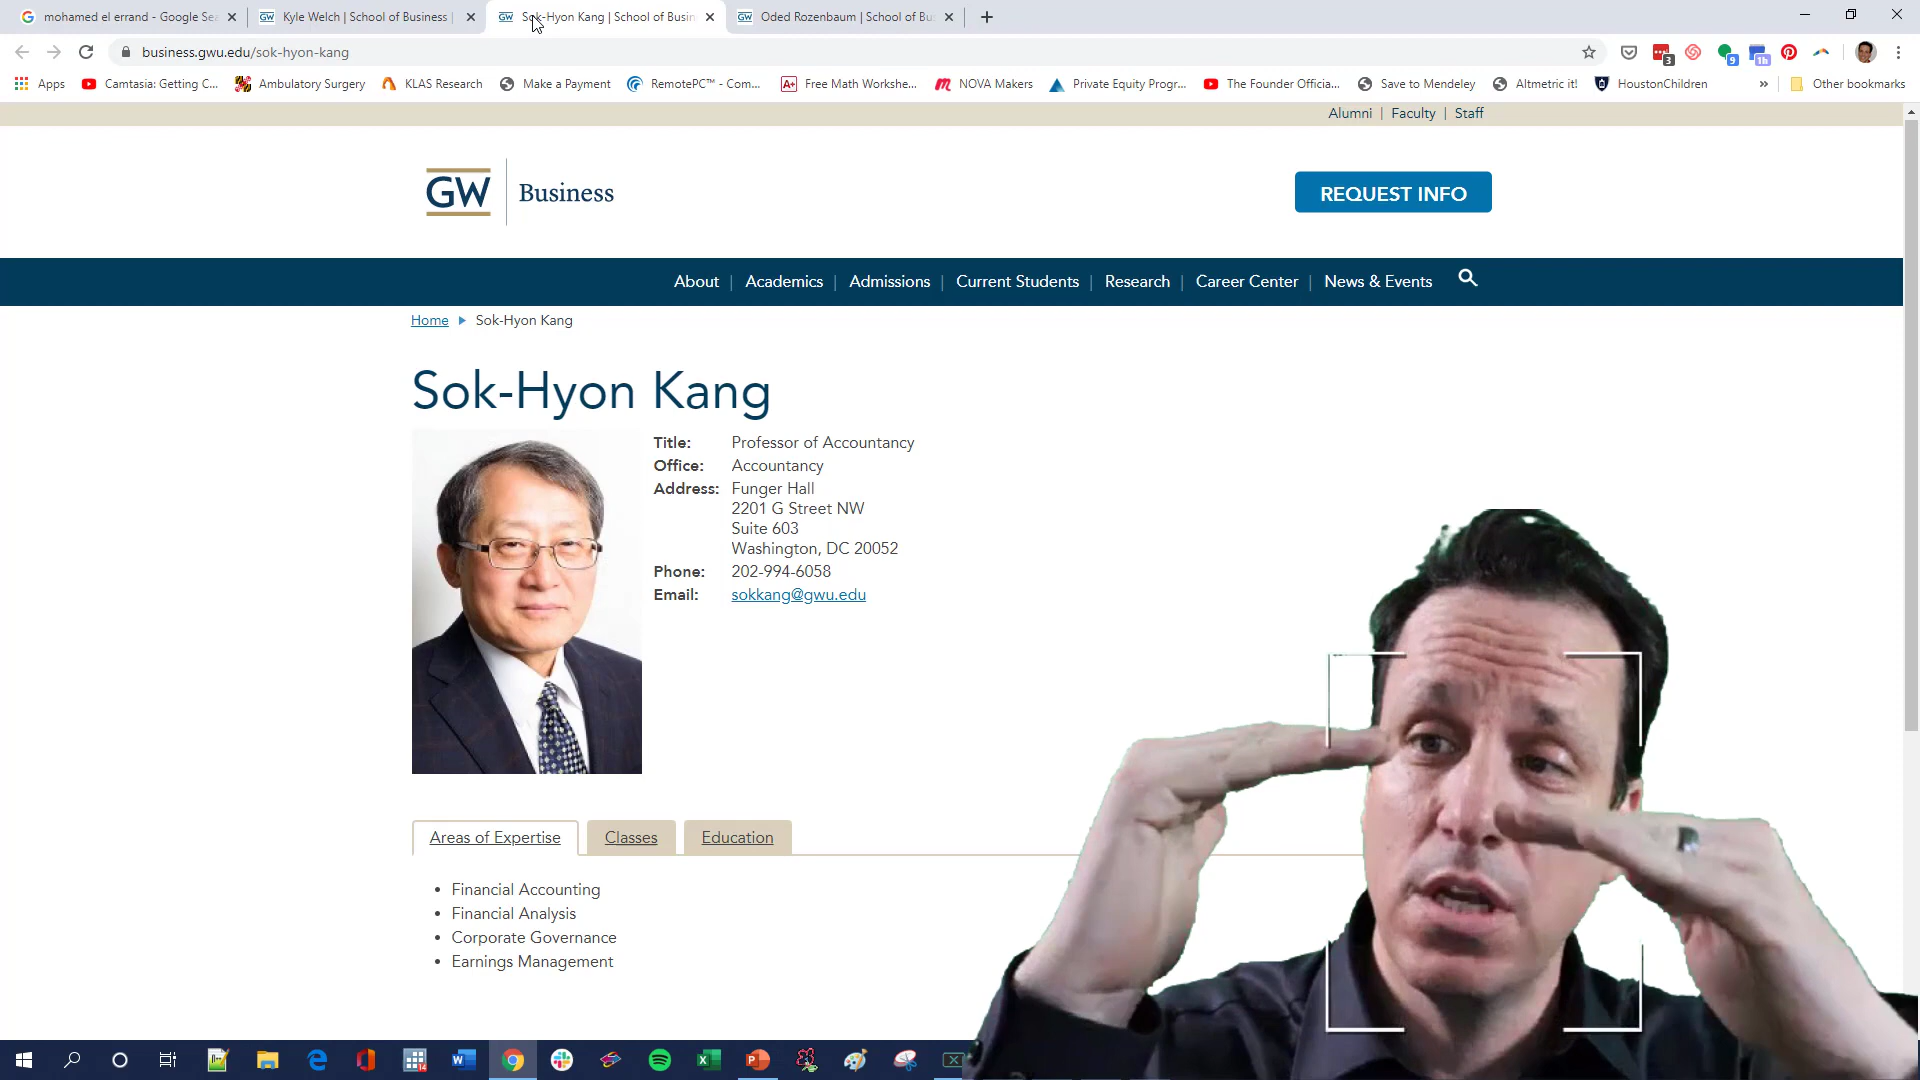 mohamed el errand - Google Sea
Kyle Welch | School of Business |
Sok-Hyon Kang | School of Busin
Oded Rozenbaum | School of Bu
business.gwu.edu/sok-hyon-kang
3
9
1h
Apps
Camtasia: Getting C...
Ambulatory Surgery
KLAS Research
Make a Payment
RemotePC™ - Com...
A+ Free Math Workshe...
NOVA Makers
Private Equity Progr...
The Founder Officia...
Save to Mendeley
Altmetric it!
HoustonChildren
»
Other bookmarks
Alumni | Faculty | Staff
GW Business
REQUEST INFO
About | Academics | Admissions | Current Students | Research | Career Center | News & Events
Home Sok-Hyon Kang
Sok-Hyon Kang
Title: Professor of Accountancy
Office: Accountancy
Address: Funger Hall
2201 G Street NW
Suite 603
Washington, DC 20052
Phone: 202-994-6058
Email: sokkang@gwu.edu
Areas of Expertise
Classes
Education
• Financial Accounting
• Financial Analysis
• Corporate Governance
• Earnings Management
14